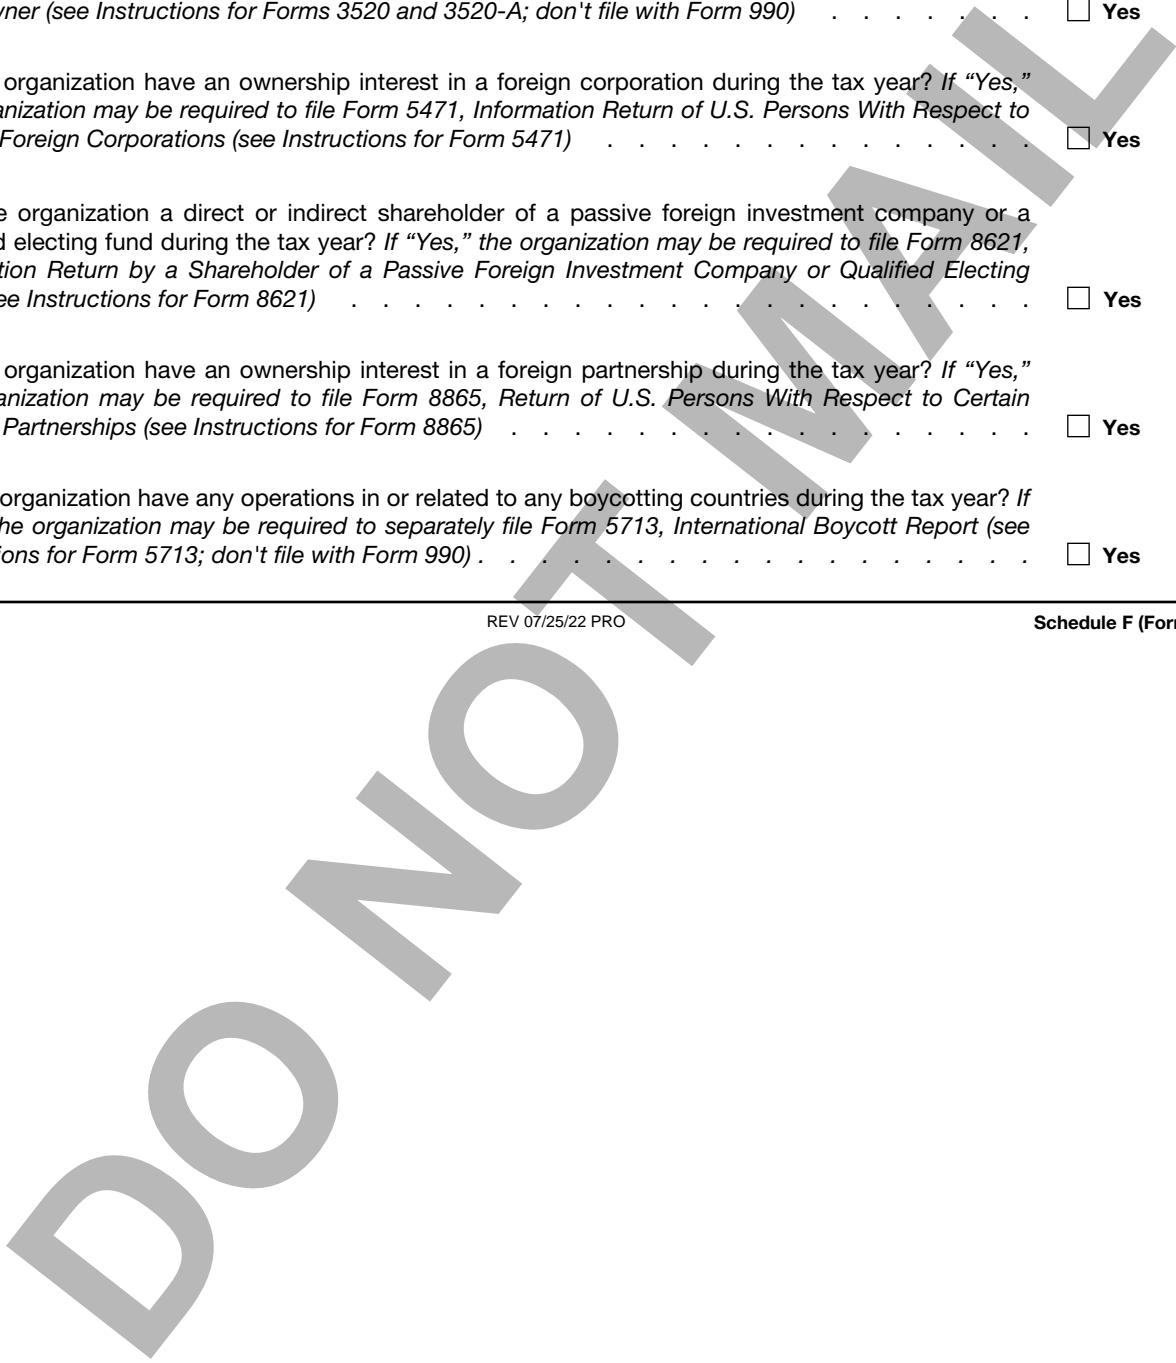 (see Instructions for Forms 3520 and 3520-A; don't file with Form 990) . . . . . . . Yes
organization have an ownership interest in a foreign corporation during the tax year? If “Yes,”
may be required to file Form 5471, Information Return of U.S. Persons With Respect to
Foreign Corporations (see Instructions for Form 5471) . . . . . . . . . . . . . . Yes
organization a direct or indirect shareholder of a passive foreign investment company or a
electing fund during the tax year? If “Yes,” the organization may be required to file Form 8621,
Return by a Shareholder of a Passive Foreign Investment Company or Qualified Electing
Instructions for Form 8621) . . . . . . . . . . . . . . . . . . . . . . Yes
organization have an ownership interest in a foreign partnership during the tax year? If “Yes,”
may be required to file Form 8865, Return of U.S. Persons With Respect to Certain
Partnerships (see Instructions for Form 8865) . . . . . . . . . . . . . . . . . Yes
organization have any operations in or related to any boycotting countries during the tax year? If
the organization may be required to separately file Form 5713, International Boycott Report (see
for Form 5713; don't file with Form 990) . . . . . . . . . . . . . . . . . . Yes
REV 07/25/22 PRO Schedule F
DO NOT MAIL